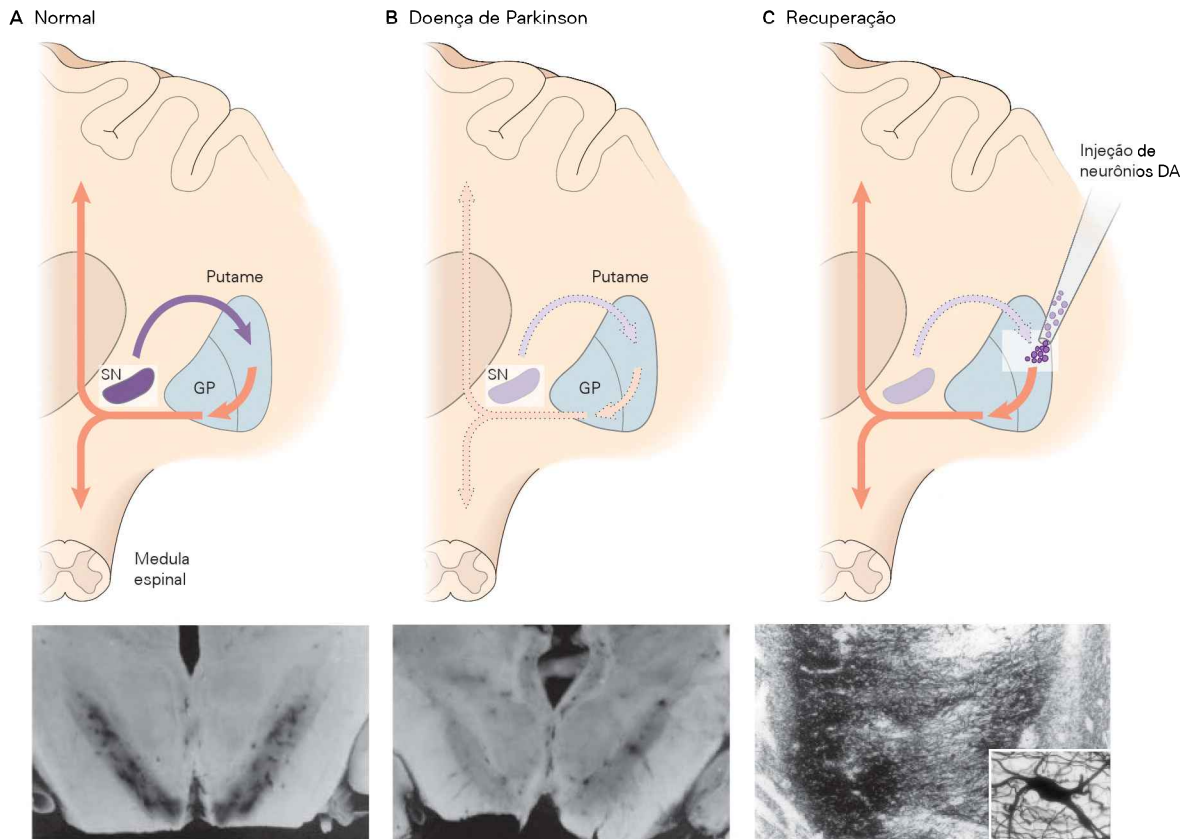 A Normal
B Doença de Parkinson
C Recuperação
Injeção de
neurônios DA
Putame
SN
GP
Medula
espinal
Putame
SN
GP